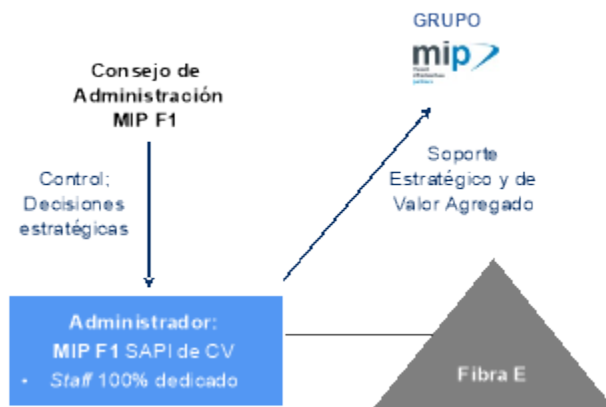 GRUPO
mip
Consejo de
Administración
MIP F1
Control;
Decisiones
estratégicas
Soporte
Estratégico y de
Valor Agregado
Administrador:
MIP F1 SAPI de CV
• Staff 100% dedicado
Fibra E